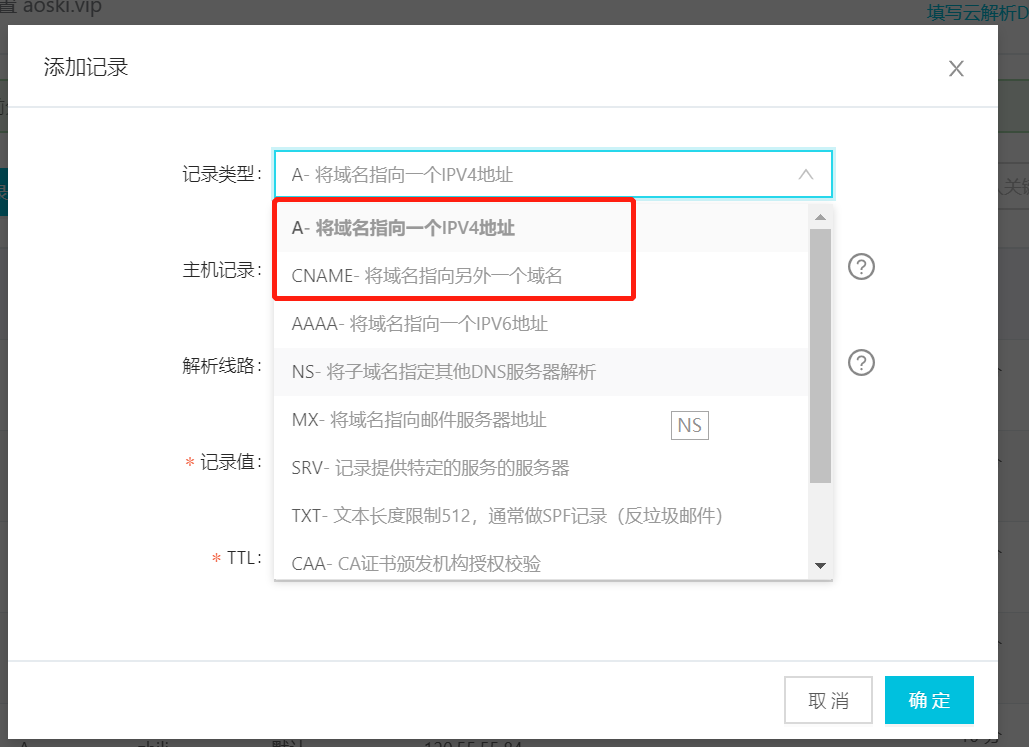 置 aoski.vip
填写云解析D
添加记录
记录类型：
A- 将域名指向一个IPV4地址
A- 将域名指向一个IPV4地址
主机记录：
CNAME- 将域名指向另外一个域名
AAAA- 将域名指向一个IPV6地址
解析线路：
NS- 将子域名指定其他DNS服务器解析
MX- 将域名指向邮件服务器地址
NS
* 记录值：
SRV- 记录提供特定的服务的服务器
TXT- 文本长度限制512，通常做SPF记录（反垃圾邮件）
* TTL：
CAA- CA证书颁发机构授权校验
取 消
确 定